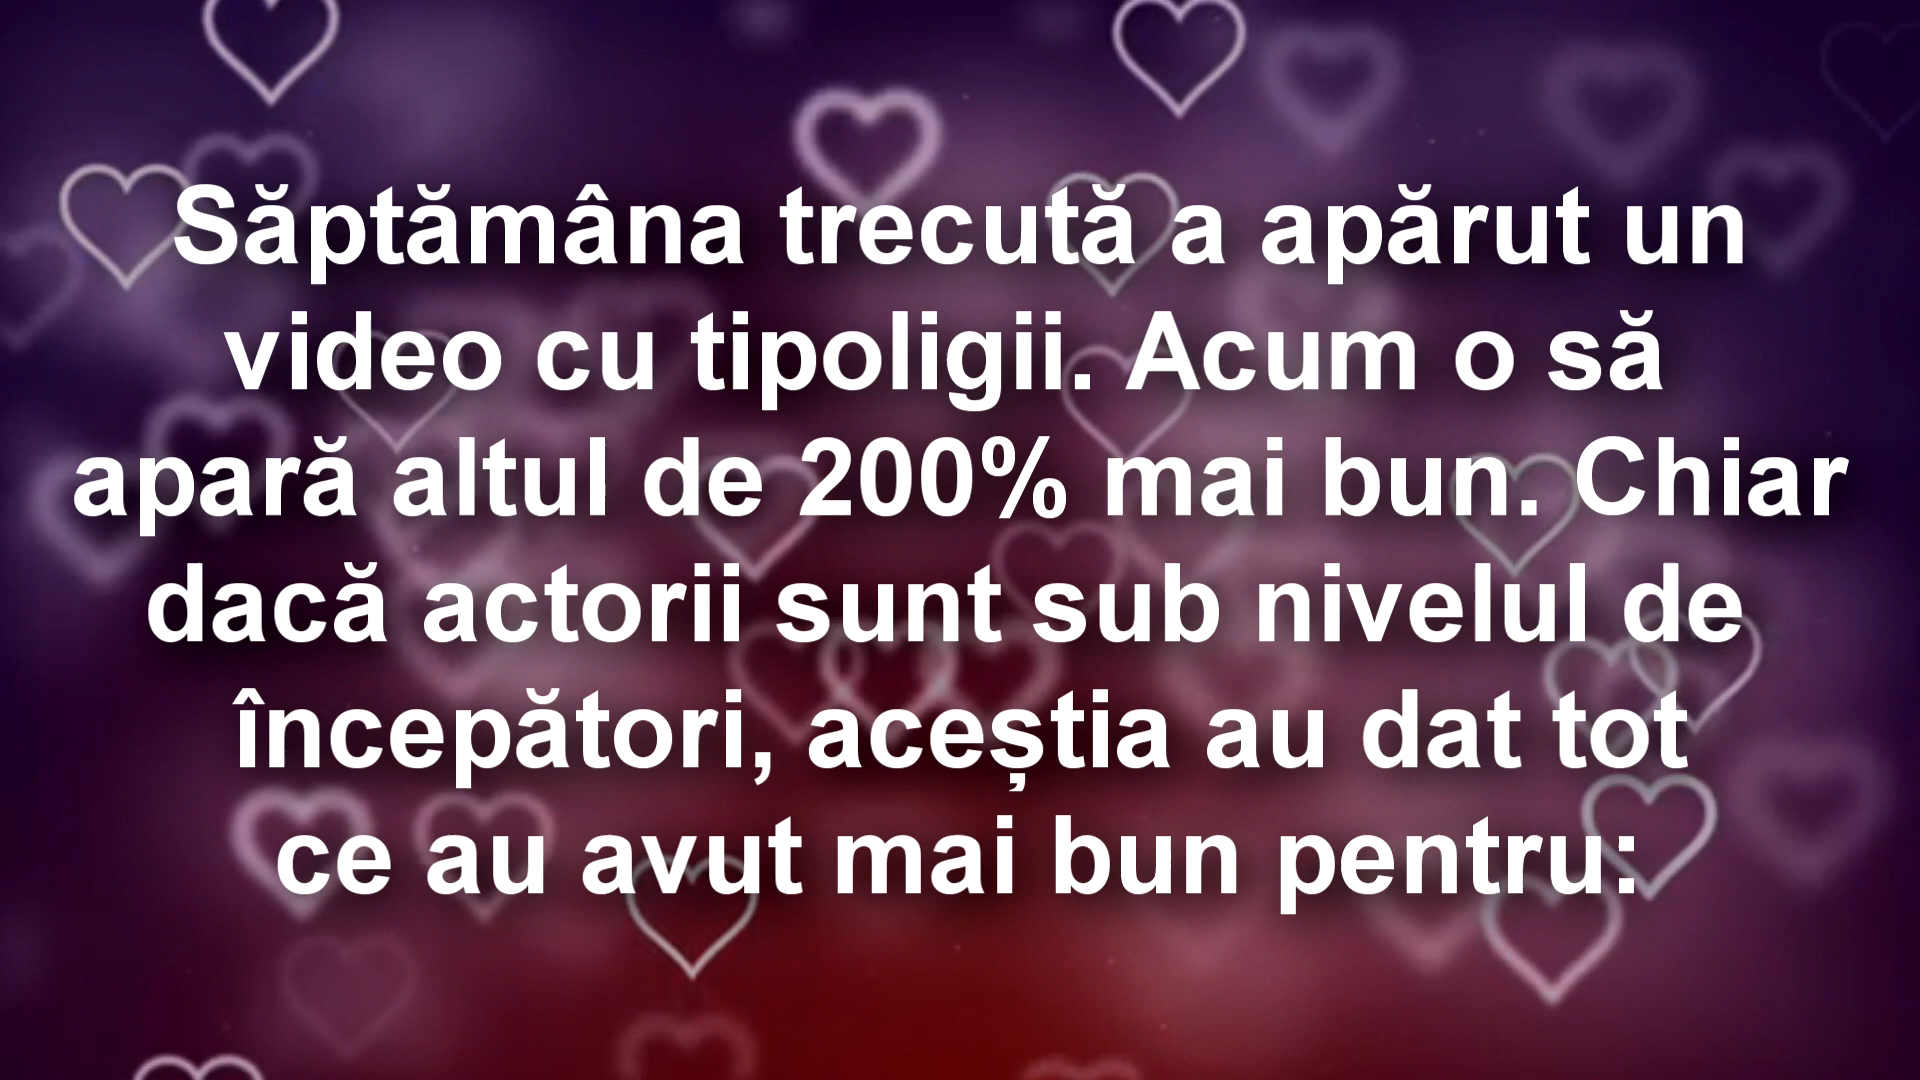 Săptămâna trecută a apărut un
video cu tipoligii. Acum o să
apară altul de 200% mai bun. Chiar
dacă actorii sunt sub nivelul de
începători, aceștia au dat tot
ce au avut mai bun pentru: